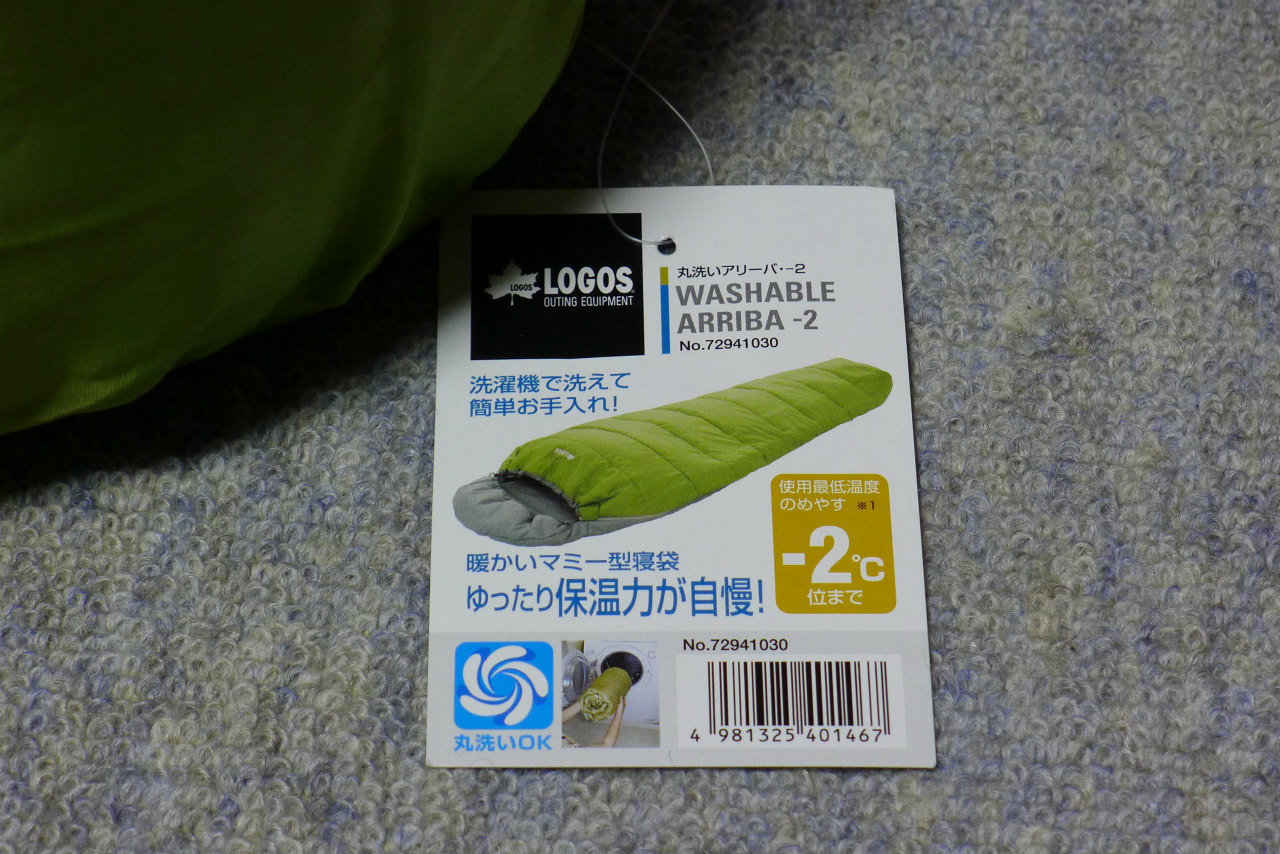 LOGOS
LOGOS
OUTING EQUIPMENT
丸洗いアリーバ・-2
WASHABLE
ARRIBA -2
No.72941030
洗濯機で洗えて
簡単お手入れ!
使用最低温度
のめやす ※1
-2℃
位まで
暖かいマミー型寝袋
ゆったり保温力が自慢!
丸洗いOK
No.72941030
4 981325 401467